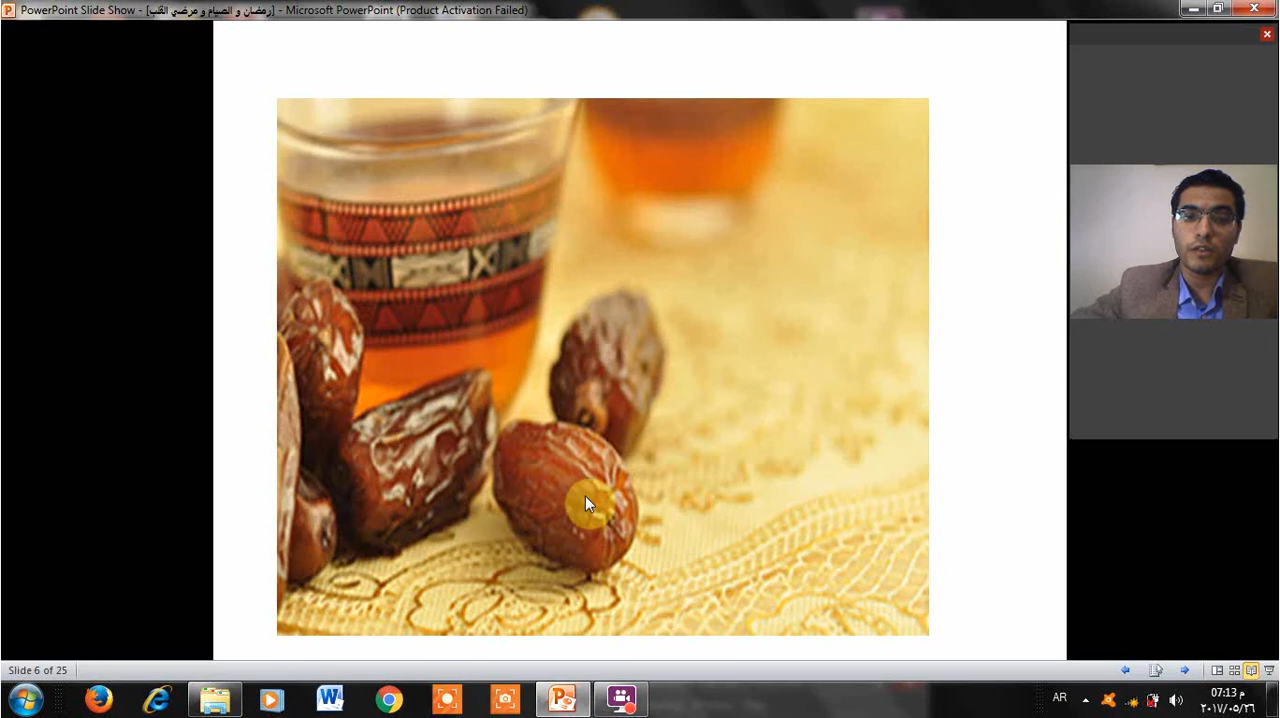 PowerPoint Slide Show - [رمضان و الصيام و مرضي القلب] - Microsoft PowerPoint (Product Activation Failed)
Slide 6 of 25
AR
07:13 م
٢٠١٧/٠٥/٢٦